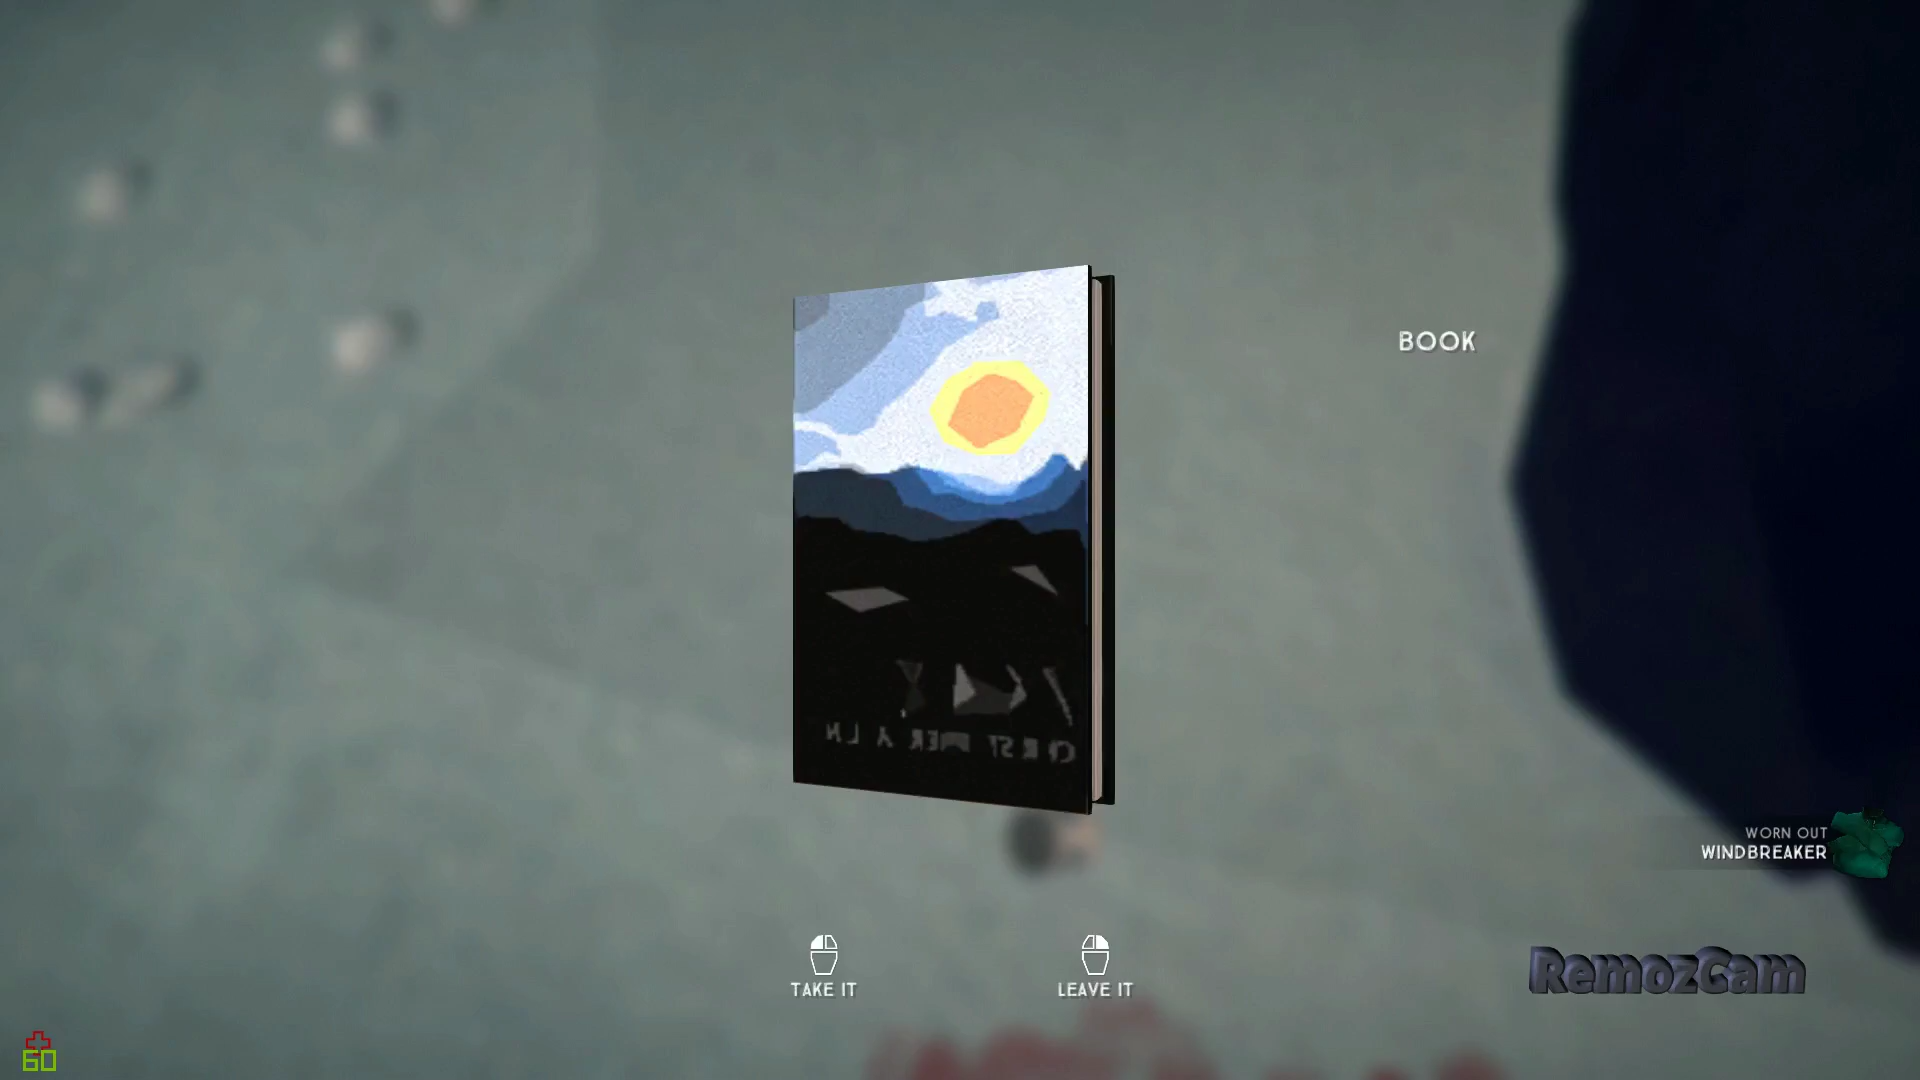 BOOK
WORN OUT
WINDBREAKER
TAKE IT
LEAVE IT
RemozCam
60